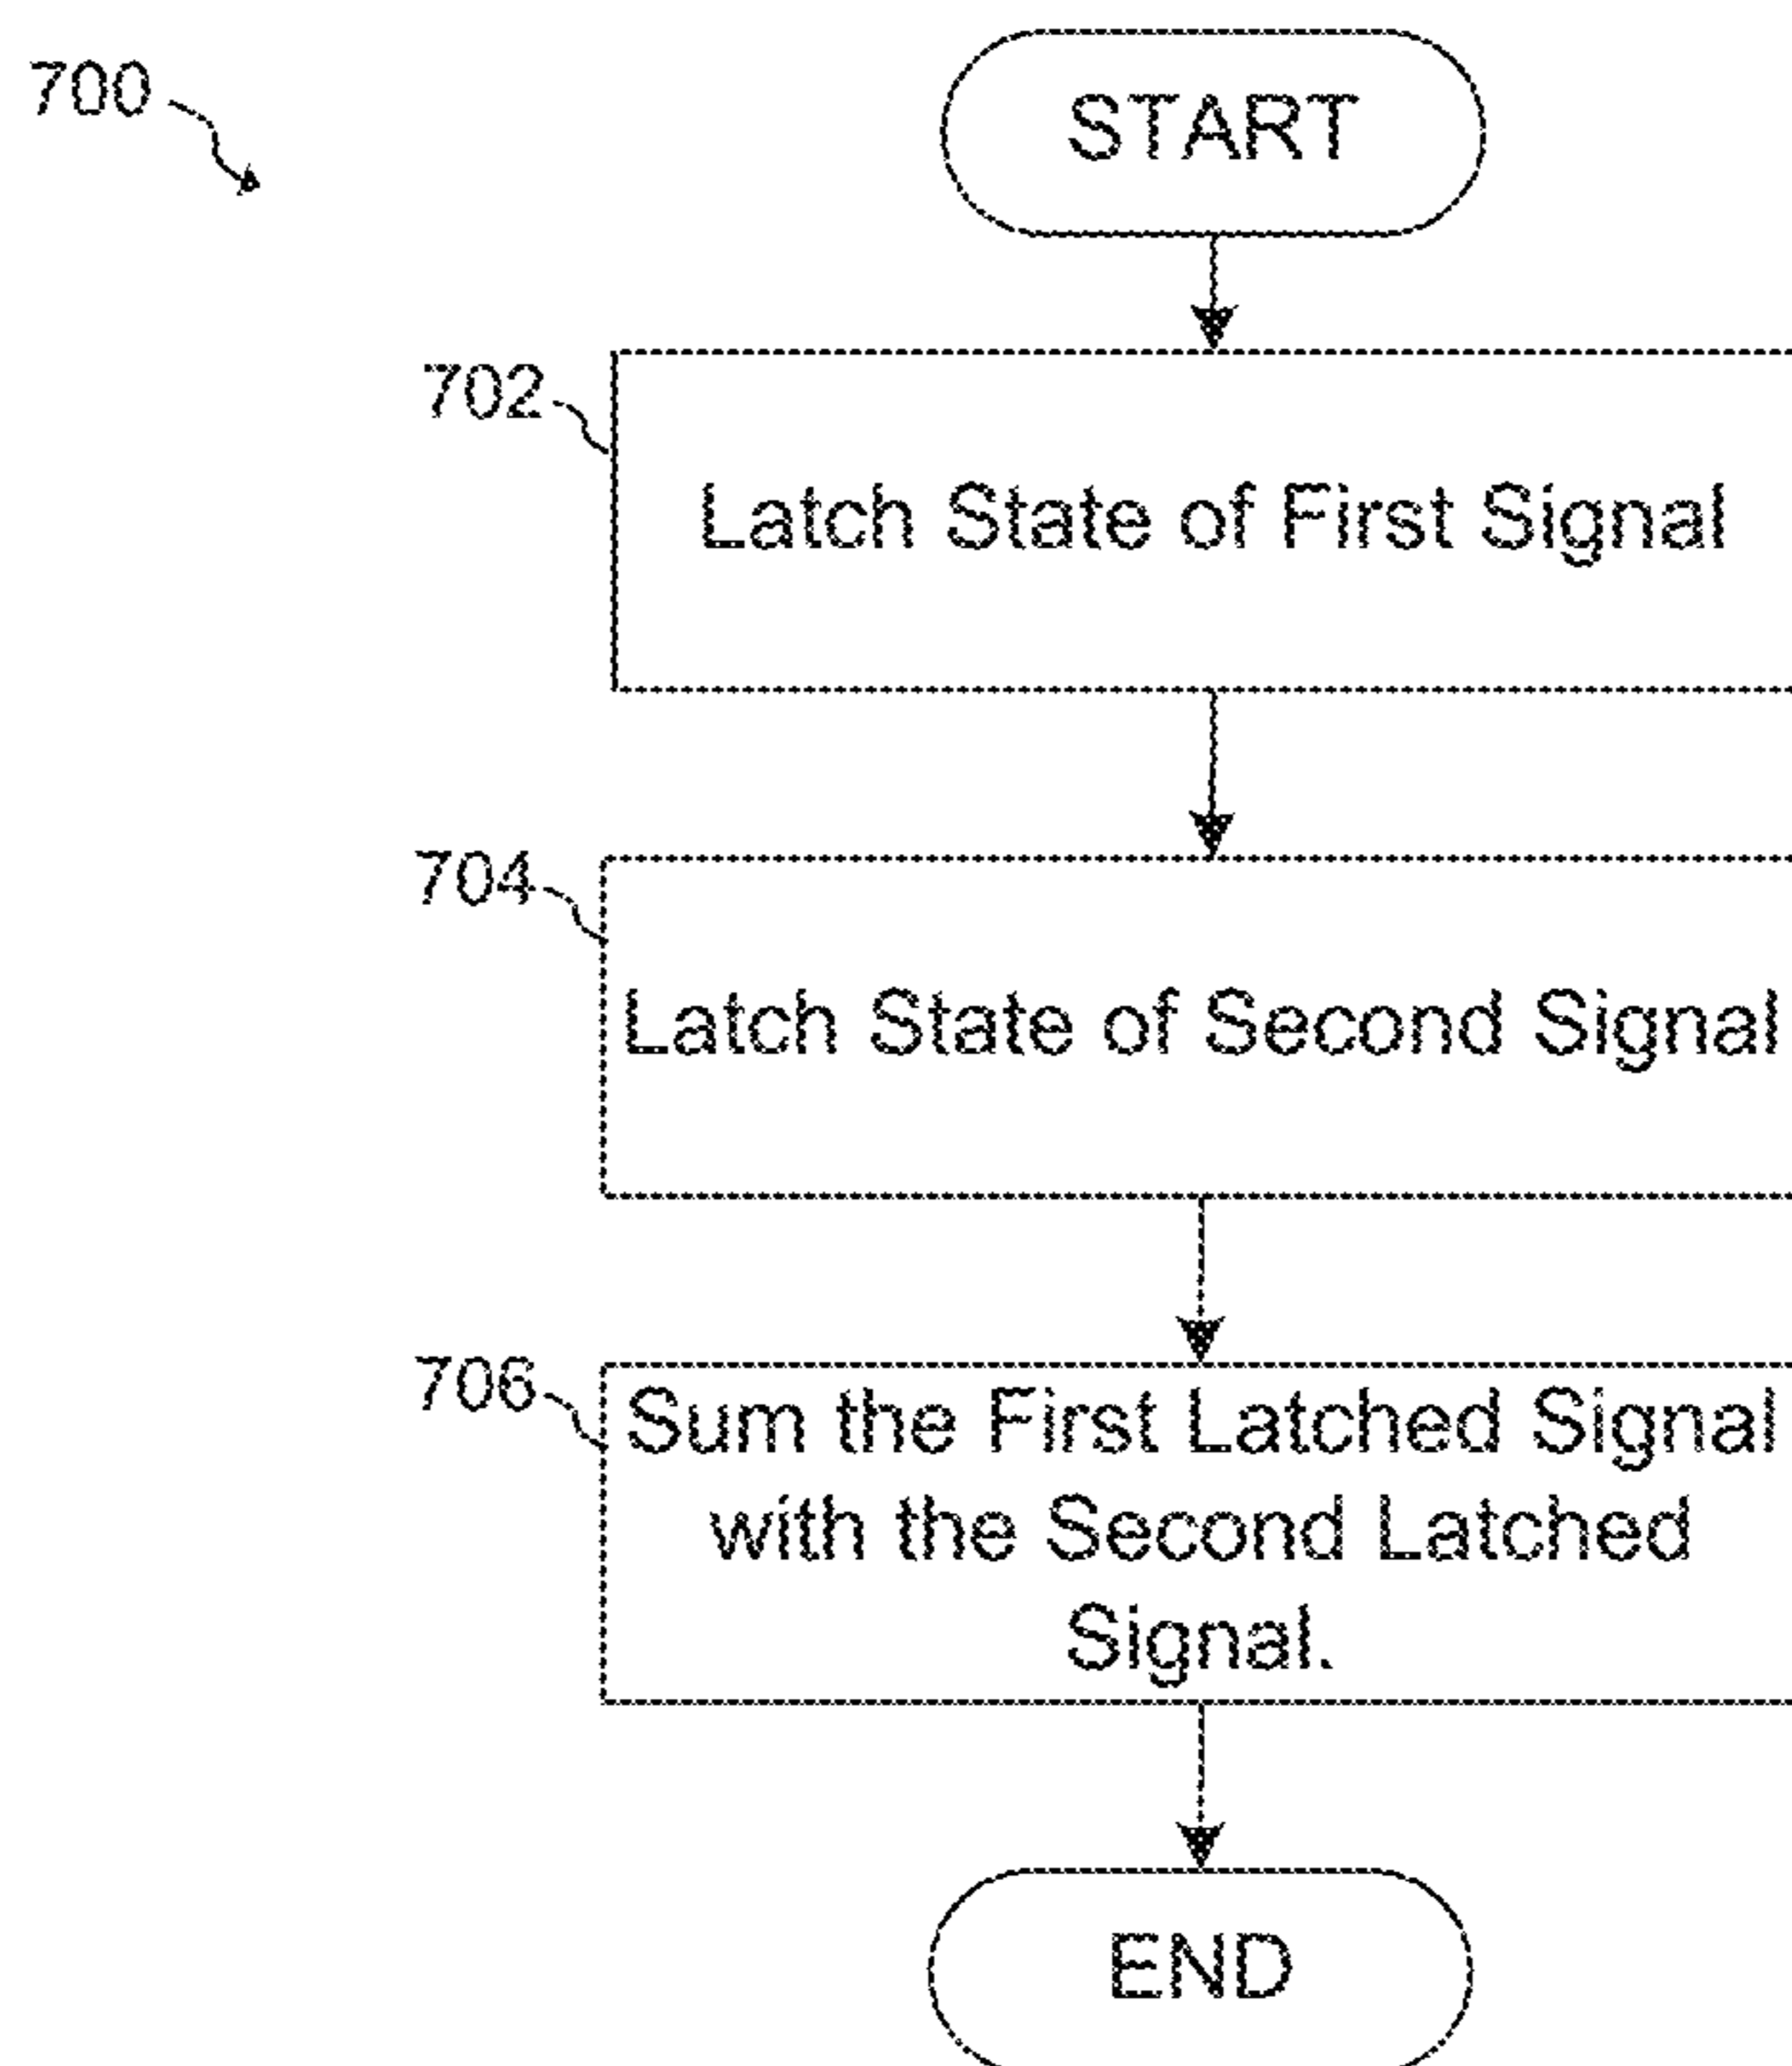 700
START
702
Latch State of First Signal
704
Latch State of Second Signal
706
Sum the First Latched Signal
with the Second Latched
Signal.
END